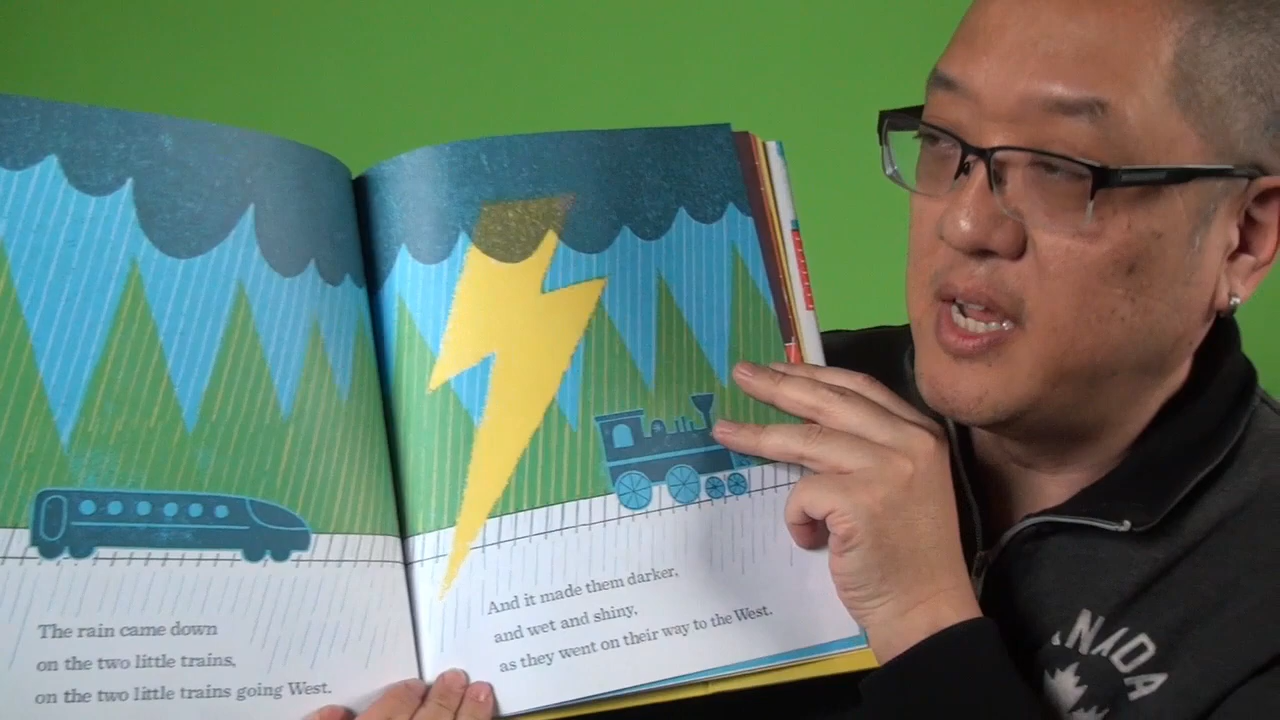 The rain came down
on the two little trains,
on the two little trains going West.
And it made them darker,
and wet and shiny,
as they went on their way to the West.
CANADA